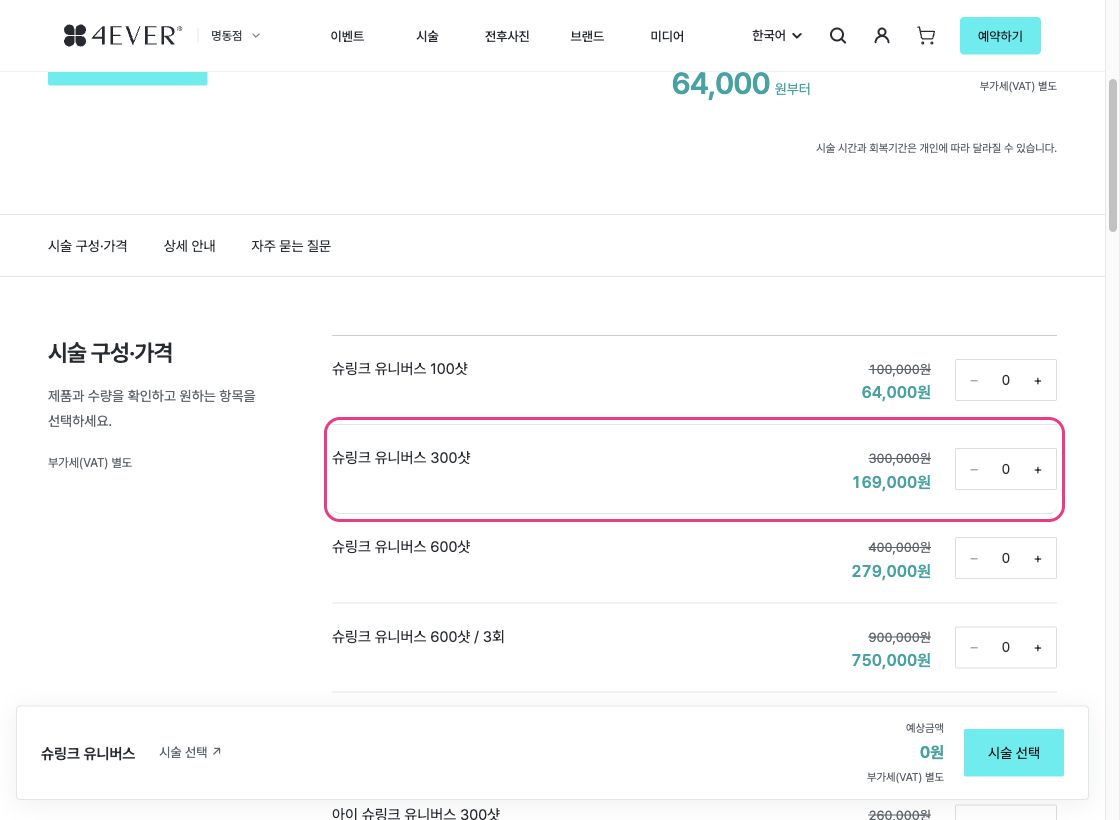 4EVER®
명동점
이벤트
시술
전후사진
브랜드
미디어
한국어
예약하기
64,000 원부터
부가세(VAT) 별도
시술 시간과 회복기간은 개인에 따라 달라질 수 있습니다.
시술 구성·가격
상세 안내
자주 묻는 질문
시술 구성·가격
제품과 수량을 확인하고 원하는 항목을
선택하세요.
부가세(VAT) 별도
슈링크 유니버스 100샷
100,000원
64,000원
− 0 +
슈링크 유니버스 300샷
300,000원
169,000원
− 0 +
슈링크 유니버스 600샷
400,000원
279,000원
− 0 +
슈링크 유니버스 600샷 / 3회
900,000원
750,000원
− 0 +
슈링크 유니버스
시술 선택 ↗
예상금액
0원
부가세(VAT) 별도
시술 선택
아이 슈링크 유니버스 300샷
260,000원